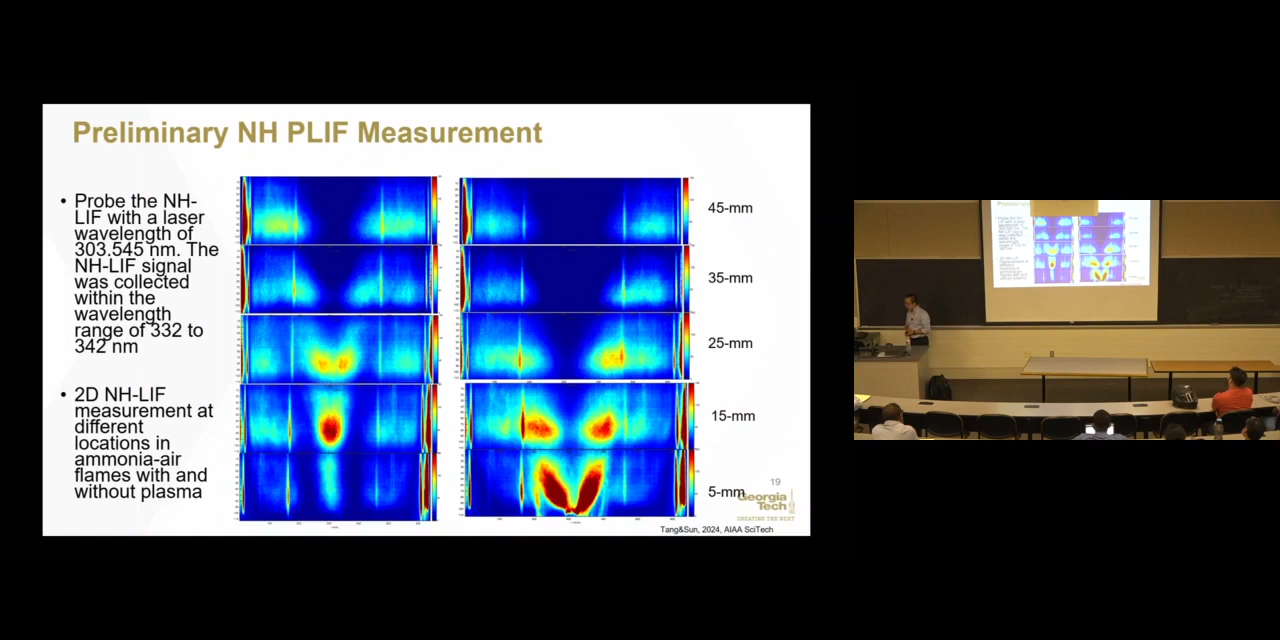 Preliminary NH PLIF Measurement
• Probe the NH-
LIF with a laser
wavelength of
303.545 nm. The
NH-LIF signal
was collected
within the
wavelength
range of 332 to
342 nm
• 2D NH-LIF
measurement at
different
locations in
ammonia-air
flames with and
without plasma
45-mm
35-mm
25-mm
15-mm
5-mm
19
Georgia
Tech
CREATING THE NEXT
Tang&Sun, 2024, AIAA SciTech